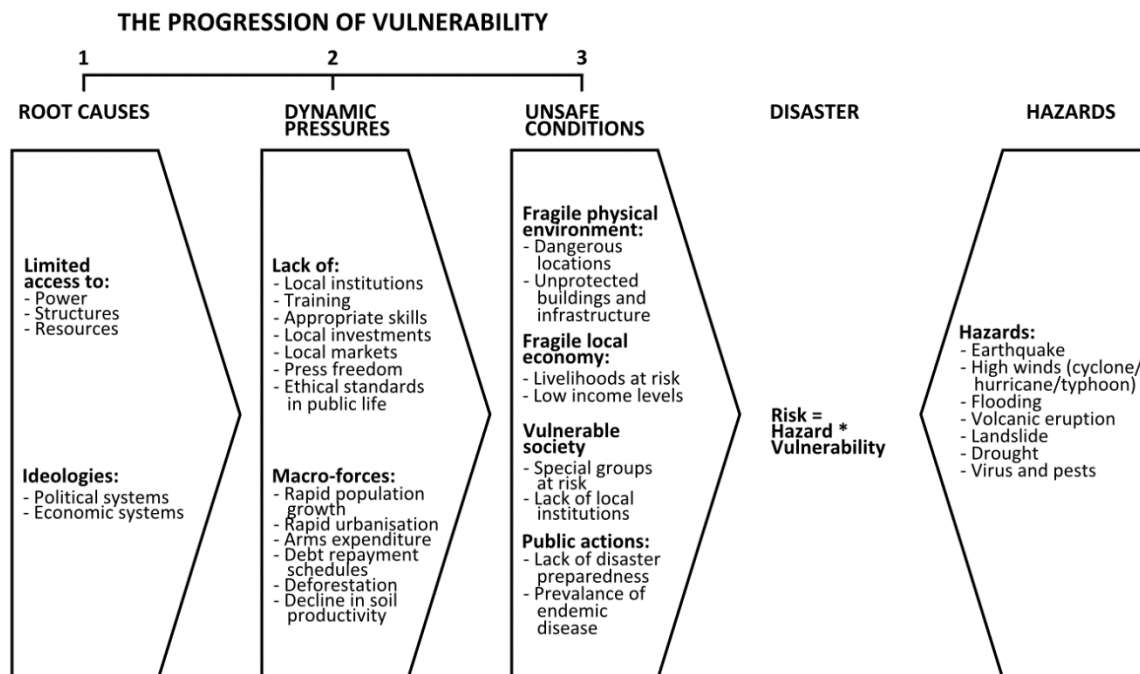 THE PROGRESSION OF VULNERABILITY
1
2
3
ROOT CAUSES
DYNAMIC
PRESSURES
UNSAFE
CONDITIONS
DISASTER
HAZARDS
Limited
access to:
- Power
- Structures
- Resources
Ideologies:
- Political systems
- Economic systems
Lack of:
- Local institutions
- Training
- Appropriate skills
- Local investments
- Local markets
- Press freedom
- Ethical standards
in public life
Macro-forces:
- Rapid population
growth
- Rapid urbanisation
- Arms expenditure
- Debt repayment
schedules
- Deforestation
- Decline in soil
productivity
Fragile physical
environment:
- Dangerous
locations
- Unprotected
buildings and
infrastructure
Fragile local
economy:
- Livelihoods at risk
- Low income levels
Vulnerable
society
- Special groups
at risk
- Lack of local
institutions
Public actions:
- Lack of disaster
preparedness
- Prevalance of
endemic
disease
Risk =
Hazard *
Vulnerability
Hazards:
- Earthquake
- High winds (cyclone/
hurricane/typhoon)
- Flooding
- Volcanic eruption
- Landslide
- Drought
- Virus and pests